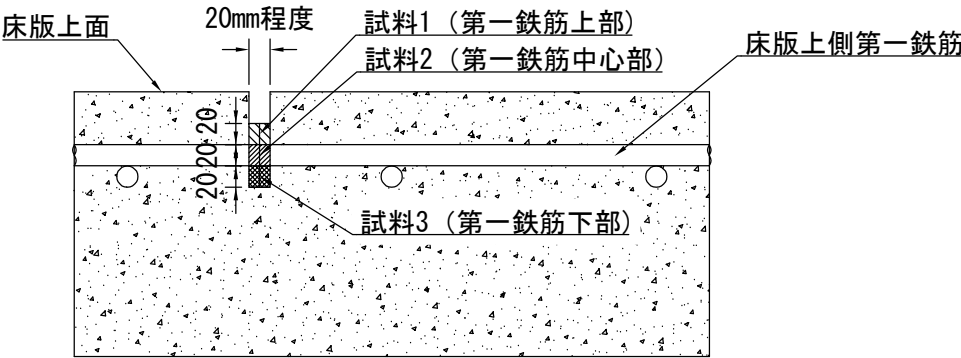 20mm程度
床版上面
試料1（第一鉄筋上部）
試料2（第一鉄筋中心部）
床版上側第一鉄筋
20
20
20
試料3（第一鉄筋下部）